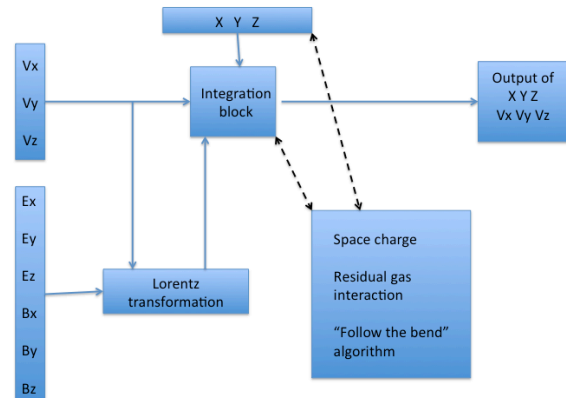 X Y Z
Vx
Vy
Vz
Integration
block
Output of
X Y Z
Vx Vy Vz
Ex
Ey
Ez
Bx
By
Bz
Lorentz
transformation
Space charge
Residual gas
interaction
“Follow the bend”
algorithm